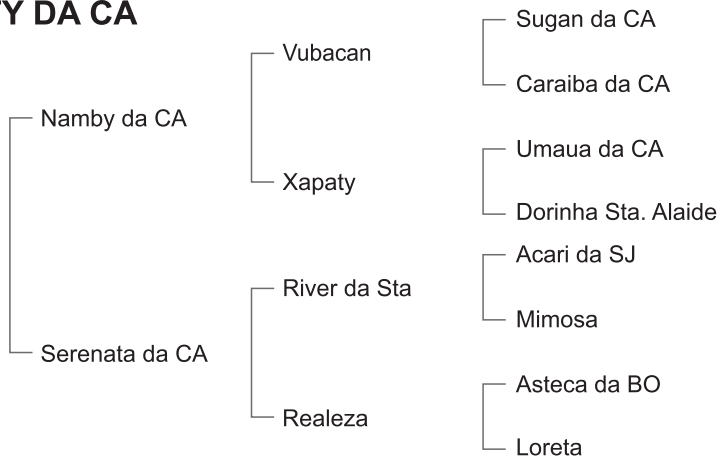 DA CA
Sugan da CA
Vubacan
Caraiba da CA
Namby da CA
Umaua da CA
Xapaty
Dorinha Sta. Alaide
Acari da SJ
River da Sta
Mimosa
Serenata da CA
Asteca da BO
Realeza
Loreta